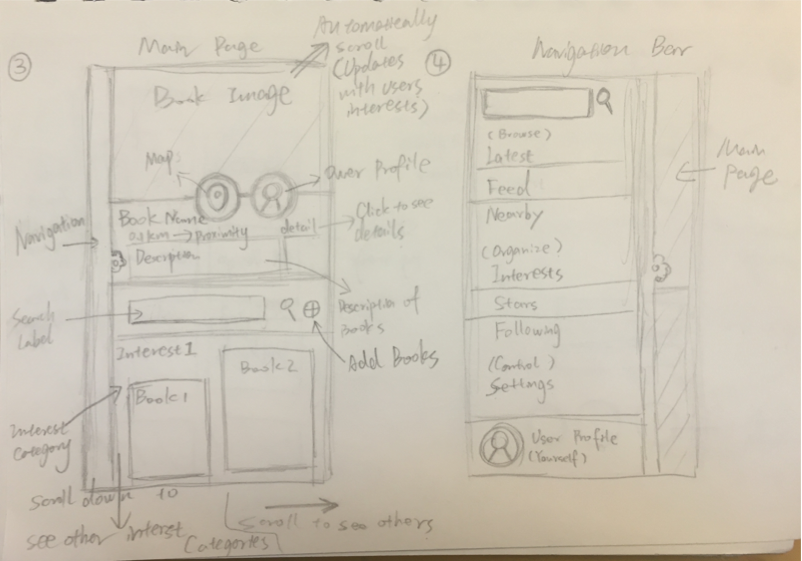 ③
Main Page
Automatically
scroll
(Updates
with users
interests)
Book Image
Map:
Owner Profile
Book Name
0.4km → Proximity
detail
Click to see
details
Navigation
Description
Description of
Books
Search
Label
Add Books
Interest 1
Book 1
Book 2
Interest
Category
scroll down to
see other interst
Categories
Scroll to see others
④
Navigation Bar
(Browse)
Latest
Feed
Nearby
(Organize)
Interests
Stars
Following
(Control)
Settings
User Profile
(Yourself)
Main
Page